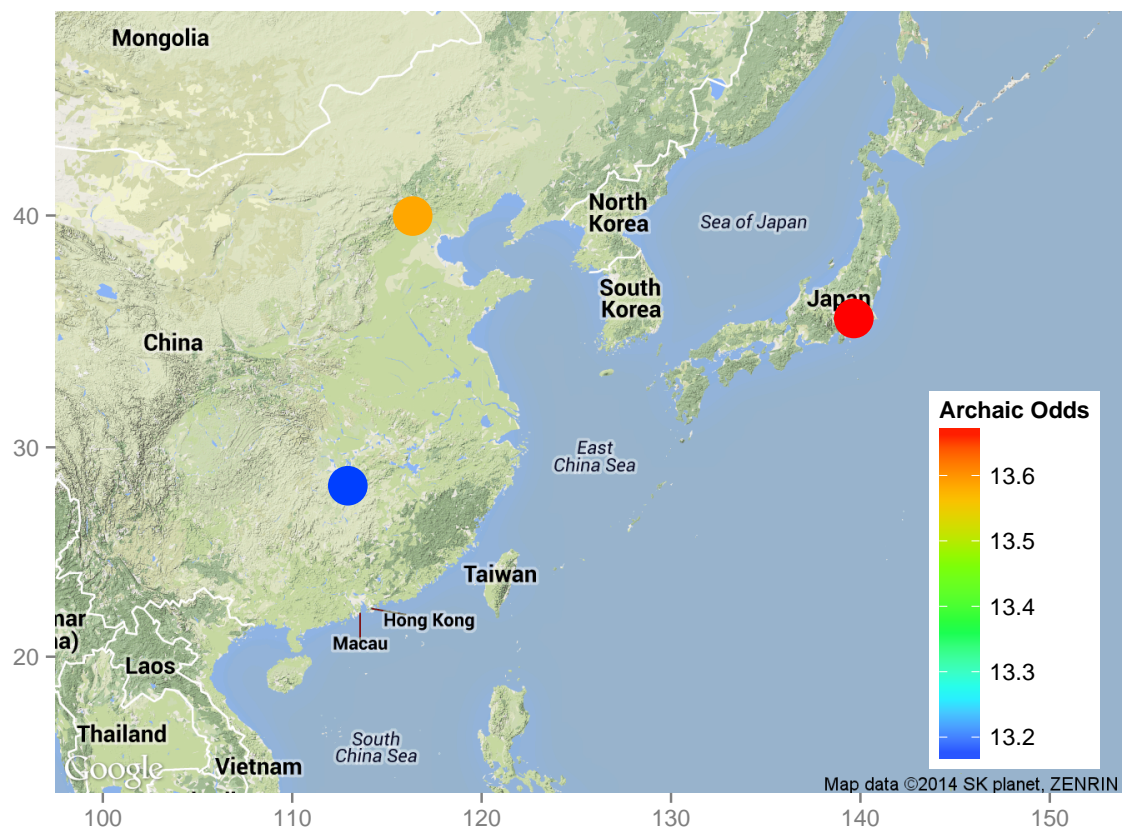 Mongolia
40
North
Korea
Sea of Japan
South
Korea
Japan
China
Archaic Odds
13.6
13.5
13.4
13.3
13.2
30
East
China Sea
Taiwan
Hong Kong
Macau
mar
na)
20
Laos
Thailand
South
China Sea
Vietnam
Google
Map data ©2014 SK planet, ZENRIN
100
110
120
130
140
150